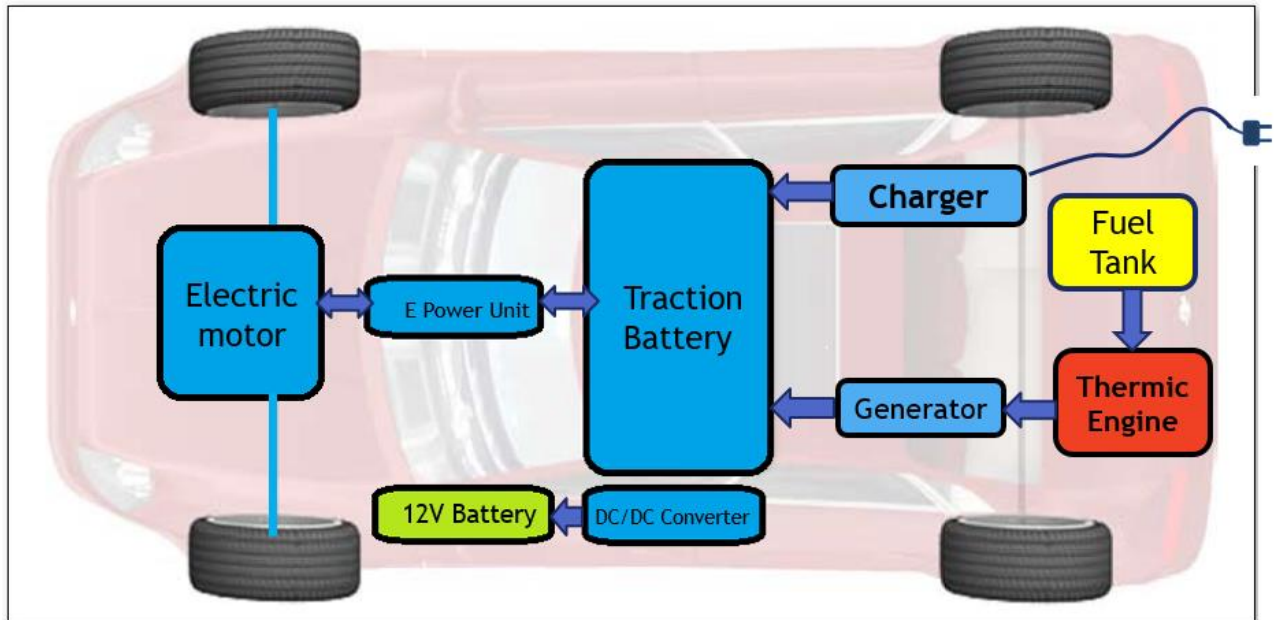 Charger
Fuel
Tank
Electric
motor
E Power Unit
Traction
Battery
Generator
Thermic
Engine
12V Battery
DC/DC Converter